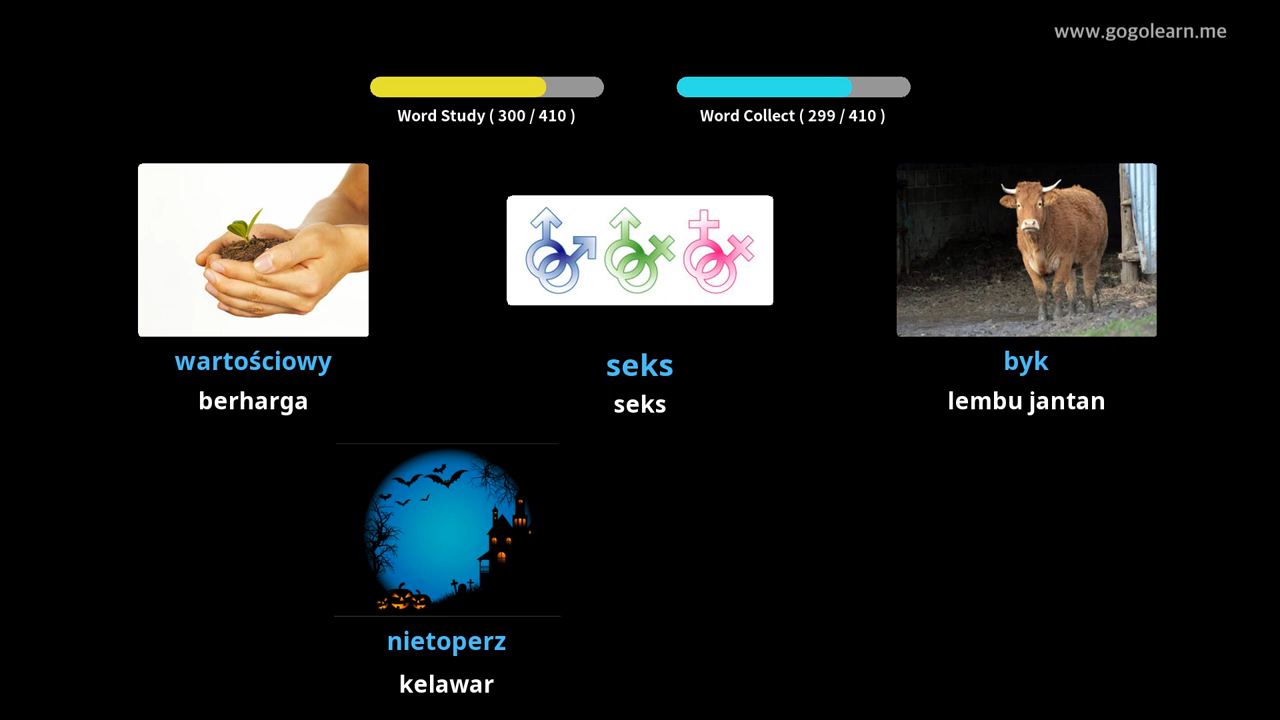 www.gogolearn.me
Word Study ( 300 / 410 )
Word Collect ( 299 / 410 )
wartościowy
berharga
seks
seks
byk
lembu jantan
nietoperz
kelawar